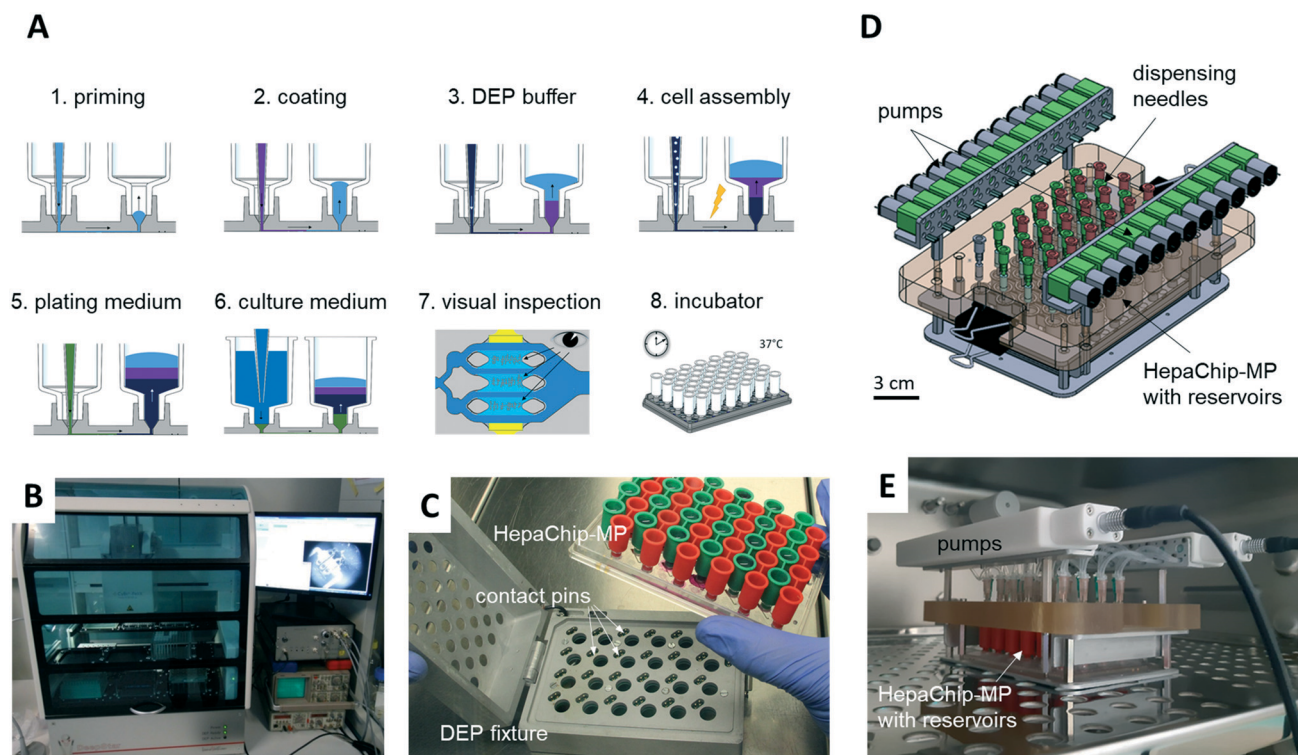 A
1. priming
2. coating
3. DEP buffer
4. cell assembly
5. plating medium
6. culture medium
7. visual inspection
8. incubator
37°C
D
pumps
dispensing
needles
HepaChip-MP
with reservoirs
3 cm
B
C
HepaChip-MP
contact pins
DEP fixture
E
pumps
HepaChip-MP
with reservoirs